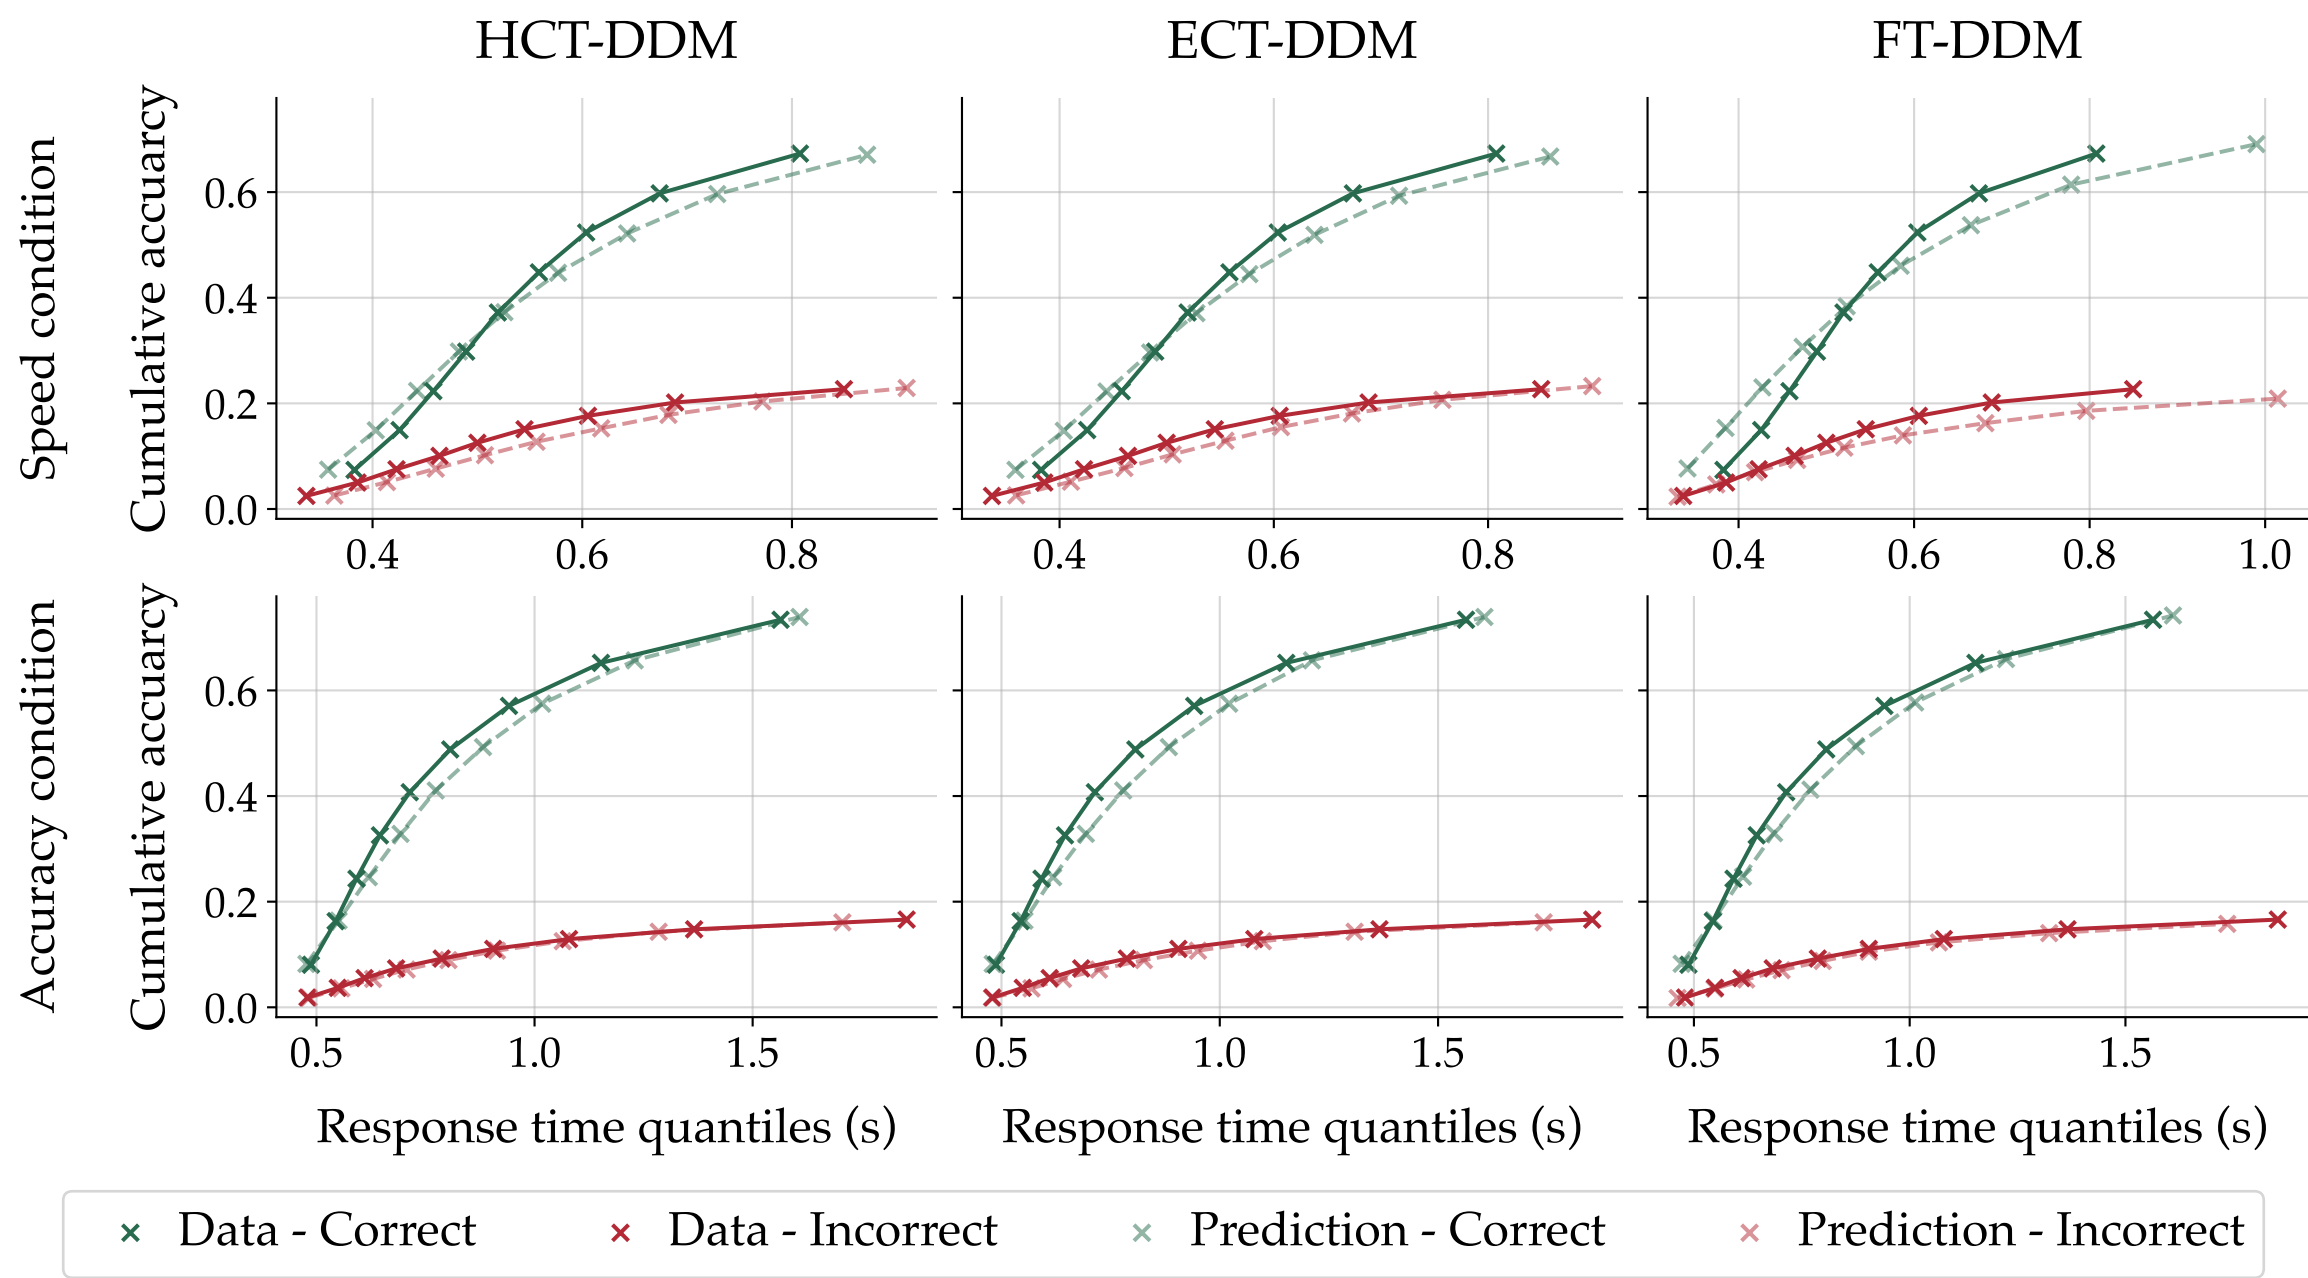 HCT-DDM
ECT-DDM
FT-DDM
Speed condition
Cumulative accuarcy
0.6
0.4
0.2
0.0
0.4 0.6 0.8
0.4 0.6 0.8
0.4 0.6 0.8 1.0
Accuracy condition
Cumulative accuarcy
0.6
0.4
0.2
0.0
0.5 1.0 1.5
0.5 1.0 1.5
0.5 1.0 1.5
Response time quantiles (s)
Response time quantiles (s)
Response time quantiles (s)
Data - Correct
Data - Incorrect
Prediction - Correct
Prediction - Incorrect